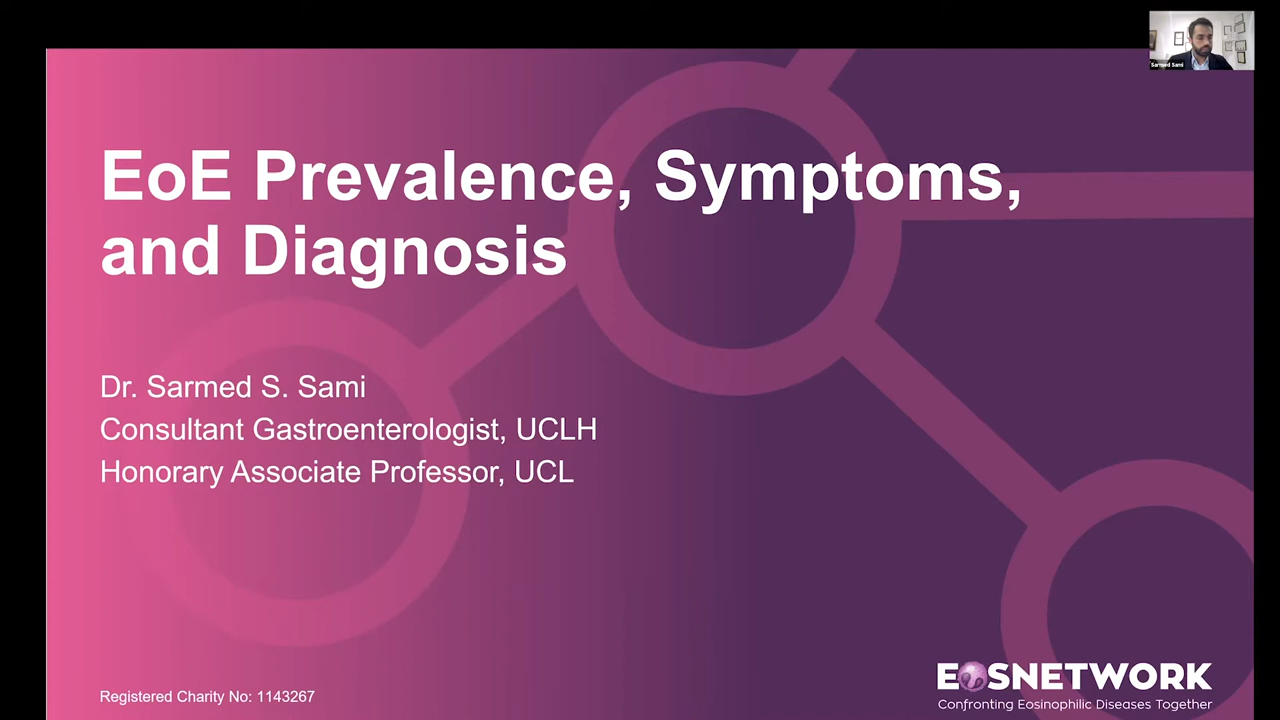 Sarmed Sami
EoE Prevalence, Symptoms,
and Diagnosis
Dr. Sarmed S. Sami
Consultant Gastroenterologist, UCLH
Honorary Associate Professor, UCL
Registered Charity No: 1143267
EOSNETWORK
Confronting Eosinophilic Diseases Together